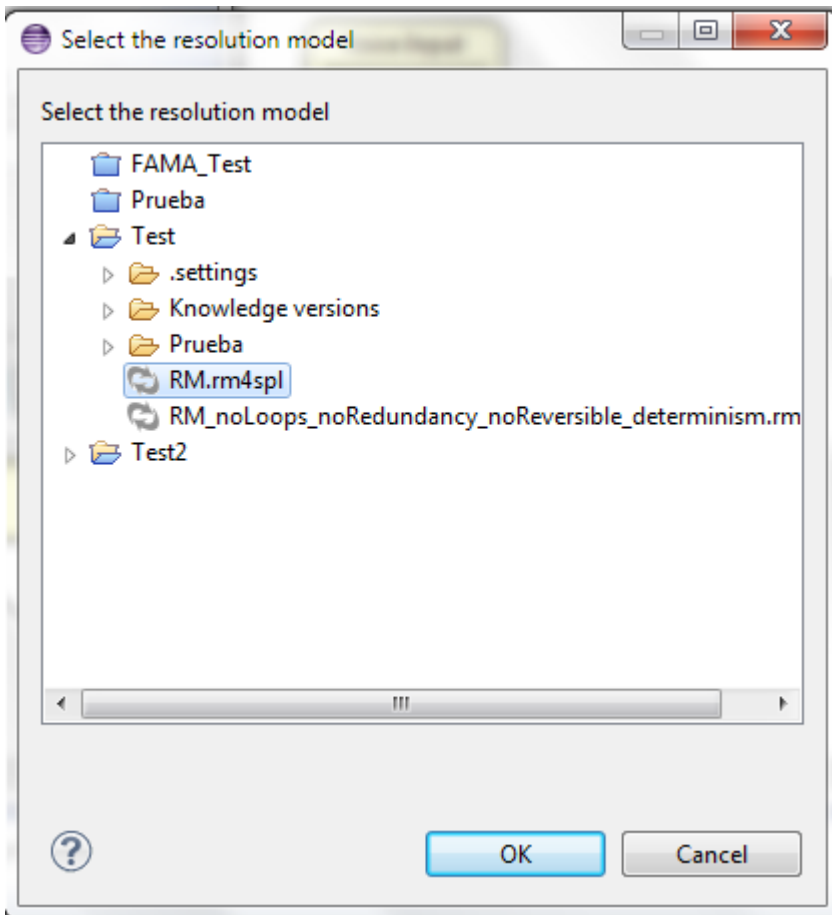 Select the resolution model
Select the resolution model
FAMA_Test
Prueba
Test
.settings
Knowledge versions
Prueba
RM.rm4spl
RM_noLoops_noRedundancy_noReversible_determinism.rm
Test2
OK
Cancel